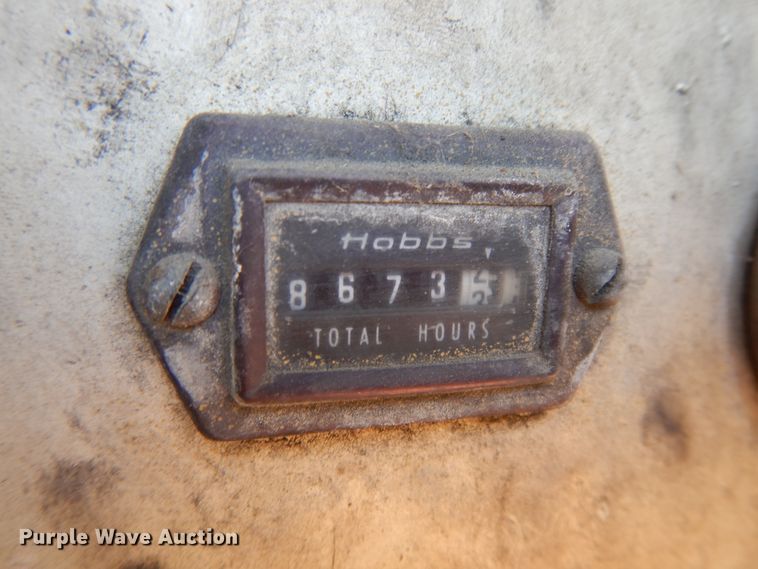 Hobbs
8 6 7 3
TOTAL HOURS
Purple Wave Auction